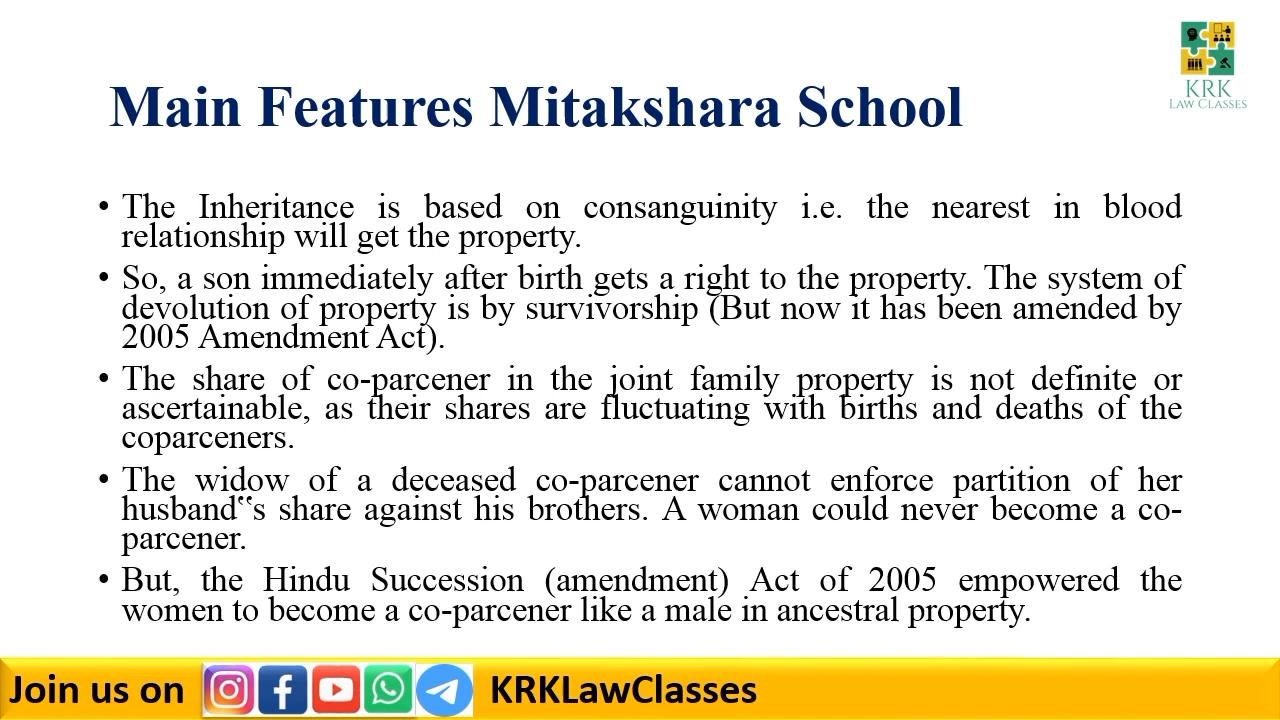 KRK
LAW CLASSES
Main Features Mitakshara School
• The Inheritance is based on consanguinity i.e. the nearest in blood
relationship will get the property.
• So, a son immediately after birth gets a right to the property. The system of
devolution of property is by survivorship (But now it has been amended by
2005 Amendment Act).
• The share of co-parcener in the joint family property is not definite or
ascertainable, as their shares are fluctuating with births and deaths of the
coparceners.
• The widow of a deceased co-parcener cannot enforce partition of her
husband‟s share against his brothers. A woman could never become a co-
parcener.
• But, the Hindu Succession (amendment) Act of 2005 empowered the
women to become a co-parcener like a male in ancestral property.
Join us on KRKLawClasses